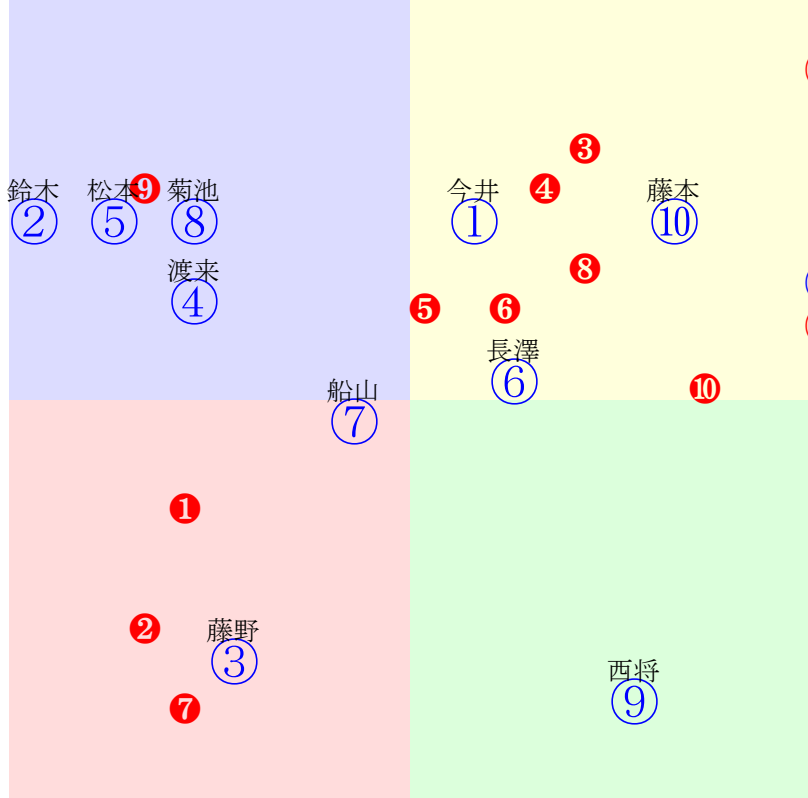 ❸
鈴木 松本 ❾ 菊池 今井 ❹ 藤本
② ⑤ ⑧ ① ⑩
渡来 ❽
④ ❺ ❻
長澤
船山 ⑥ ❿
⑦
❶
❷ 藤野
③
西将
❼ ⑨